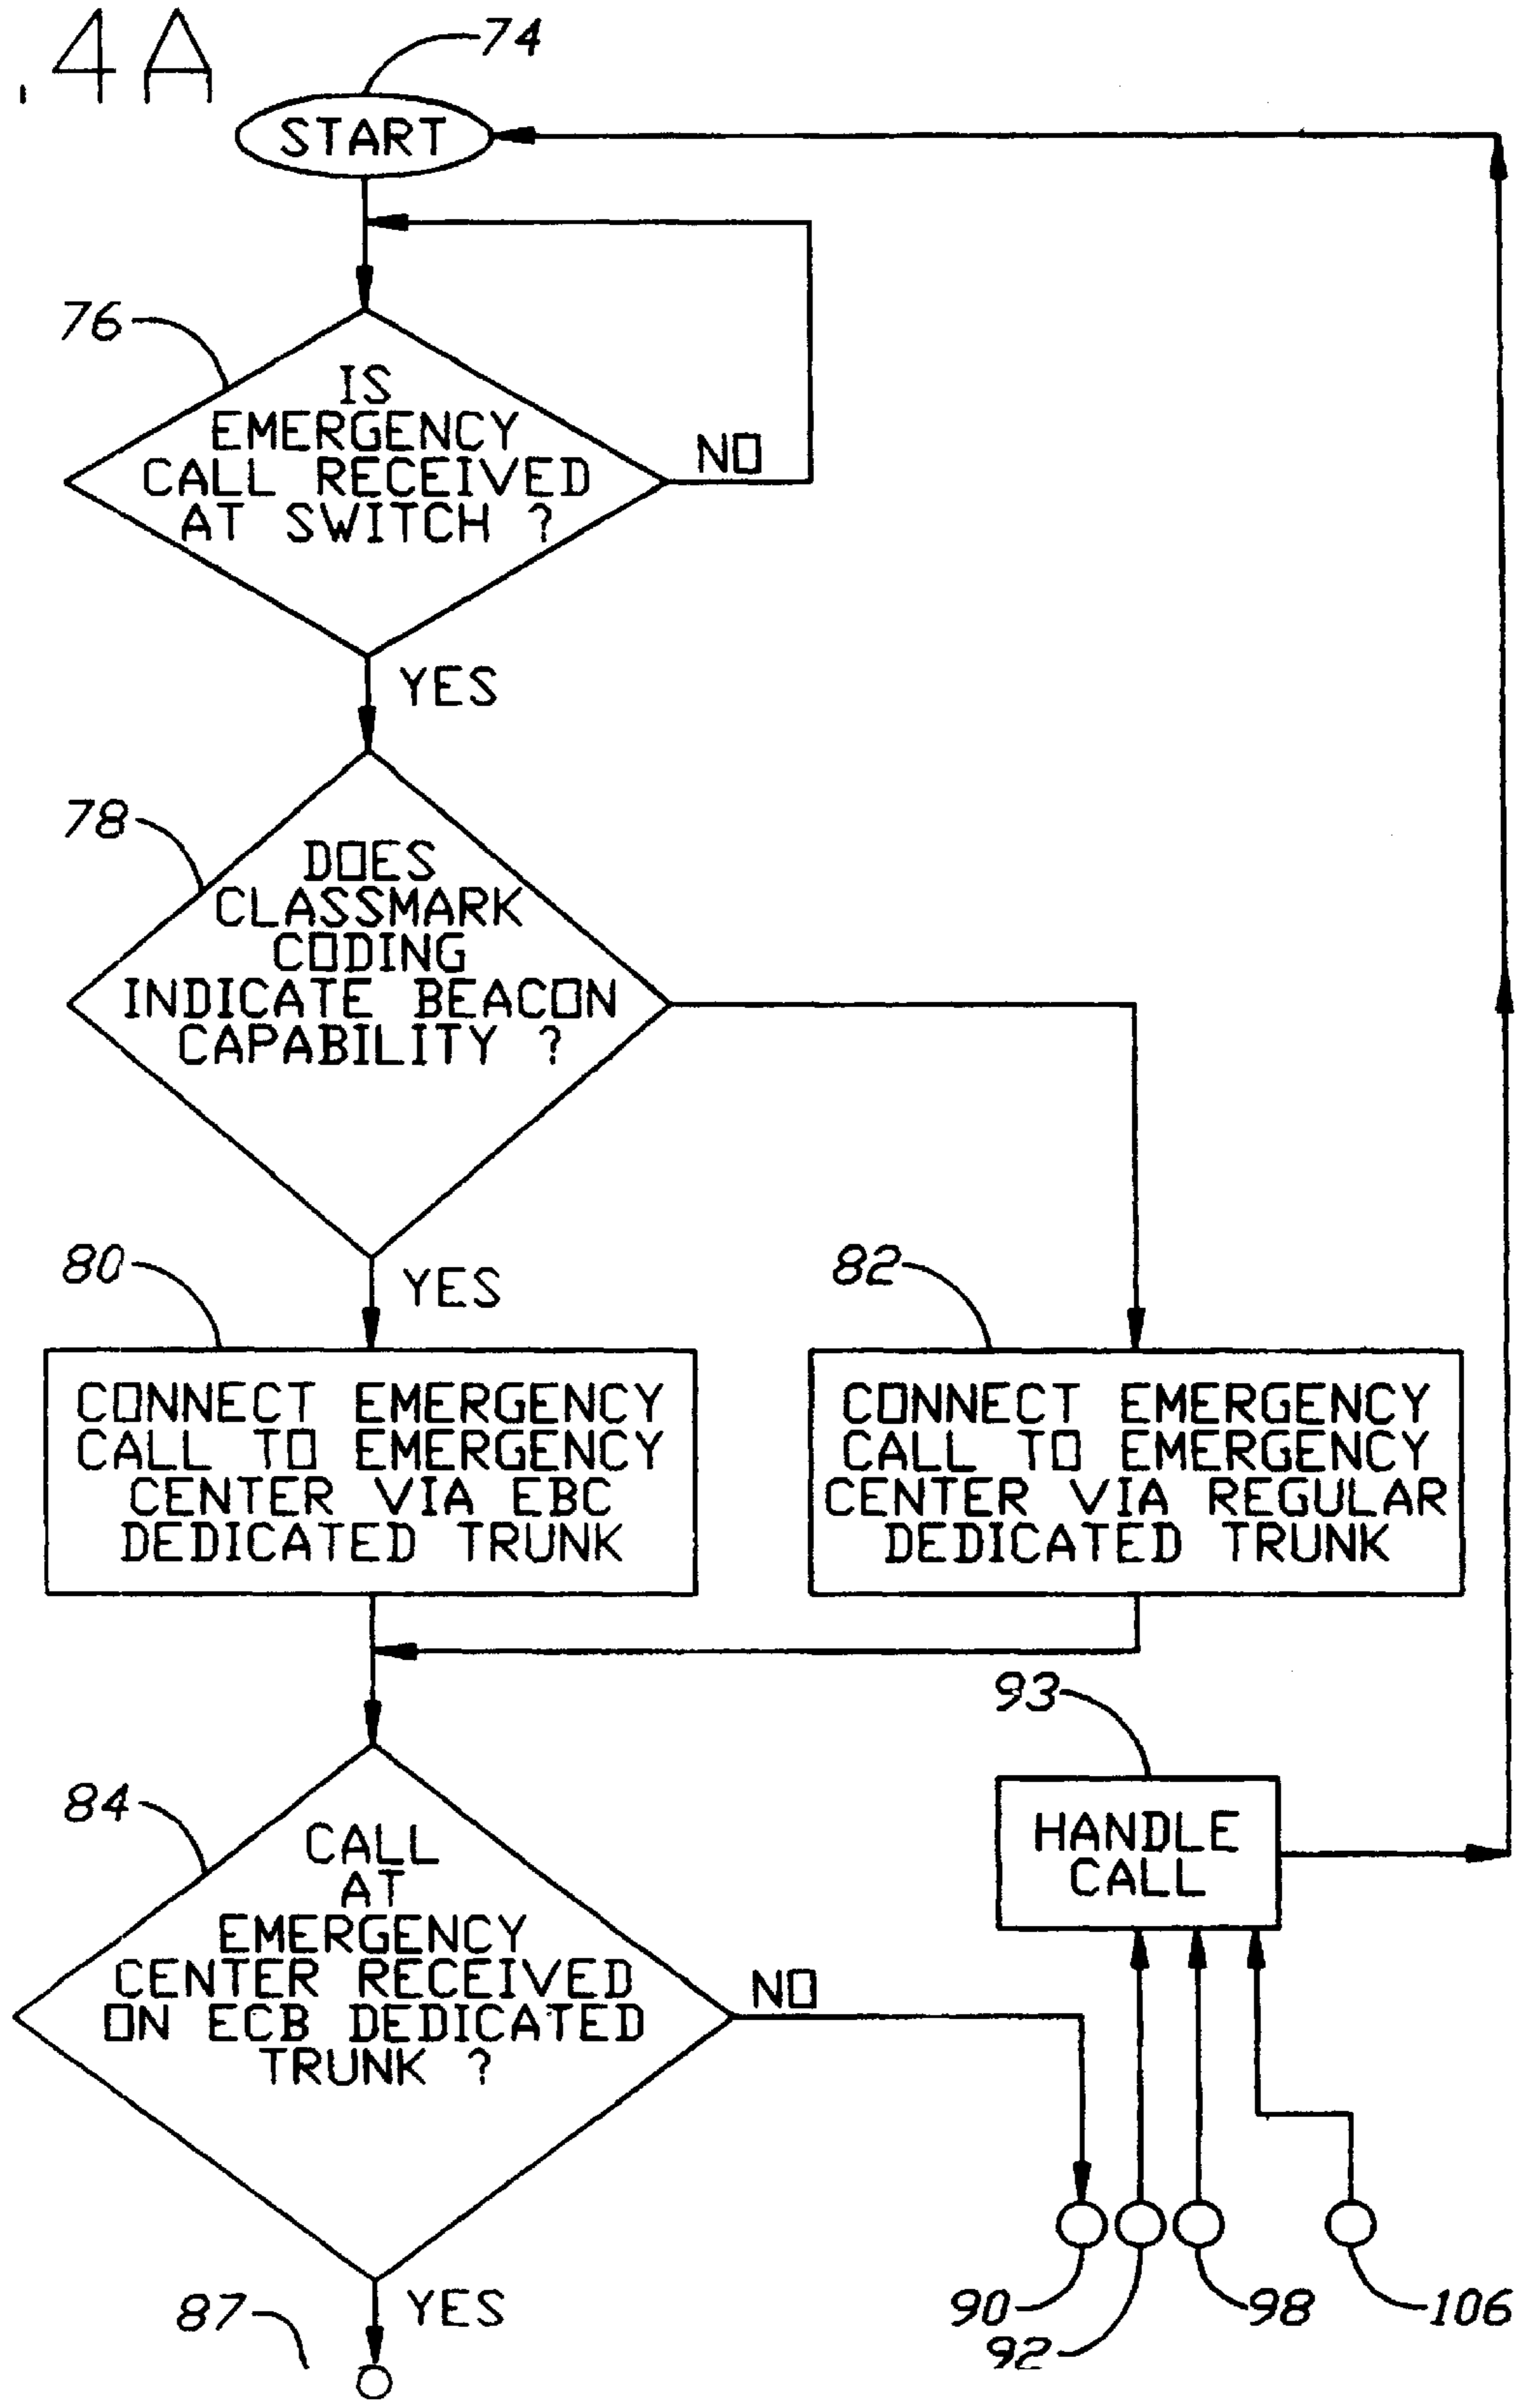 .4A
74
START
76
IS
EMERGENCY
CALL RECEIVED
AT SWITCH ?
NO
YES
78
DOES
CLASSMARK
CODING
INDICATE BEACON
CAPABILITY ?
80
YES
82
CONNECT EMERGENCY
CALL TO EMERGENCY
CENTER VIA EBC
DEDICATED TRUNK
CONNECT EMERGENCY
CALL TO EMERGENCY
CENTER VIA REGULAR
DEDICATED TRUNK
93
84
CALL
AT
EMERGENCY
CENTER RECEIVED
ON ECB DEDICATED
TRUNK ?
NO
HANDLE
CALL
90
92
98
106
87
YES